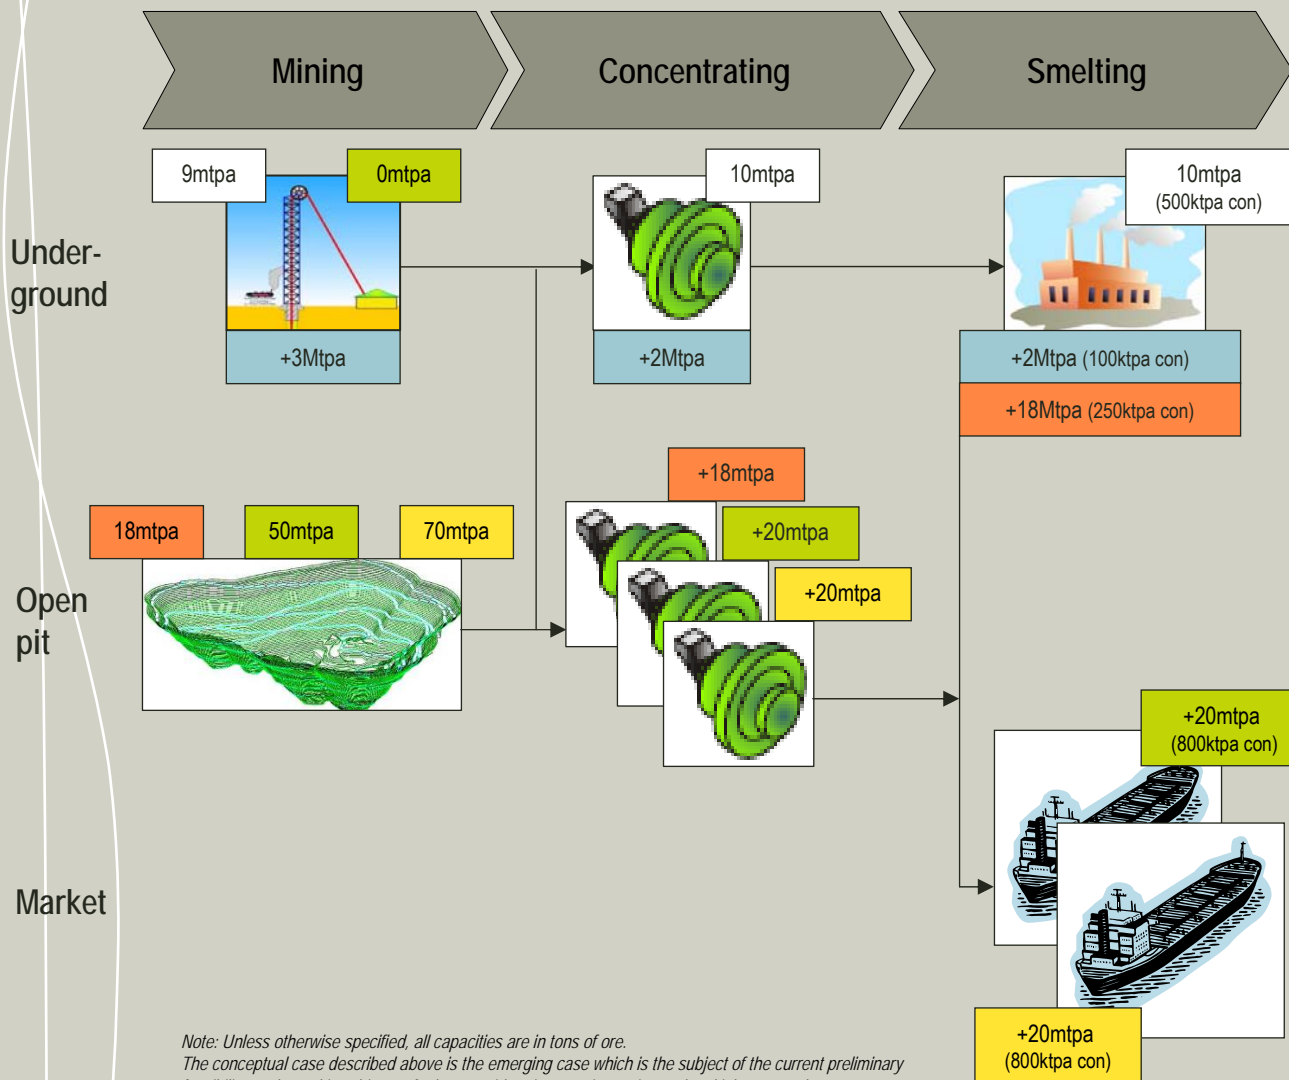 Mining
Concentrating
Smelting
Under-
ground
9mtpa
0mtpa
+3Mtpa
10mtpa
+2Mtpa
10mtpa
(500ktpa con)
+2Mtpa (100ktpa con)
+18Mtpa (250ktpa con)
Open
pit
18mtpa
50mtpa
70mtpa
+18mtpa
+20mtpa
+20mtpa
Market
+20mtpa
(800ktpa con)
+20mtpa
(800ktpa con)
Note: Unless otherwise specified, all capacities are in tons of ore.
The conceptual case described above is the emerging case which is the subject of the current preliminary